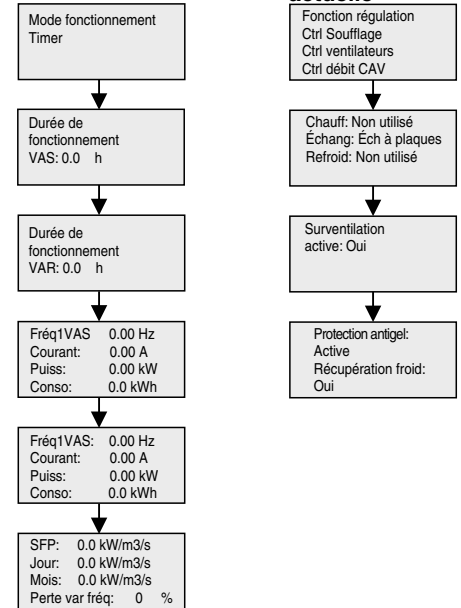 Mode fonctionnement
Timer
Durée de
fonctionnement
VAS: 0.0 h
Durée de
fonctionnement
VAR: 0.0 h
Fréq1VAS 0.00 Hz
Courant: 0.00 A
Puiss: 0.00 kW
Conso: 0.0 kWh
Fréq1VAS: 0.00 Hz
Courant: 0.00 A
Puiss: 0.00 kW
Conso: 0.0 kWh
SFP: 0.0 kW/m3/s
Jour: 0.0 kW/m3/s
Mois: 0.0 kW/m3/s
Perte var fréq: 0 %
actuelle
Fonction régulation
Ctrl Soufflage
Ctrl ventilateurs
Ctrl débit CAV
Chauff: Non utilisé
Échang: Éch à plaques
Refroid: Non utilisé
Surventilation
active: Oui
Protection antigel:
Active
Récupération froid:
Oui